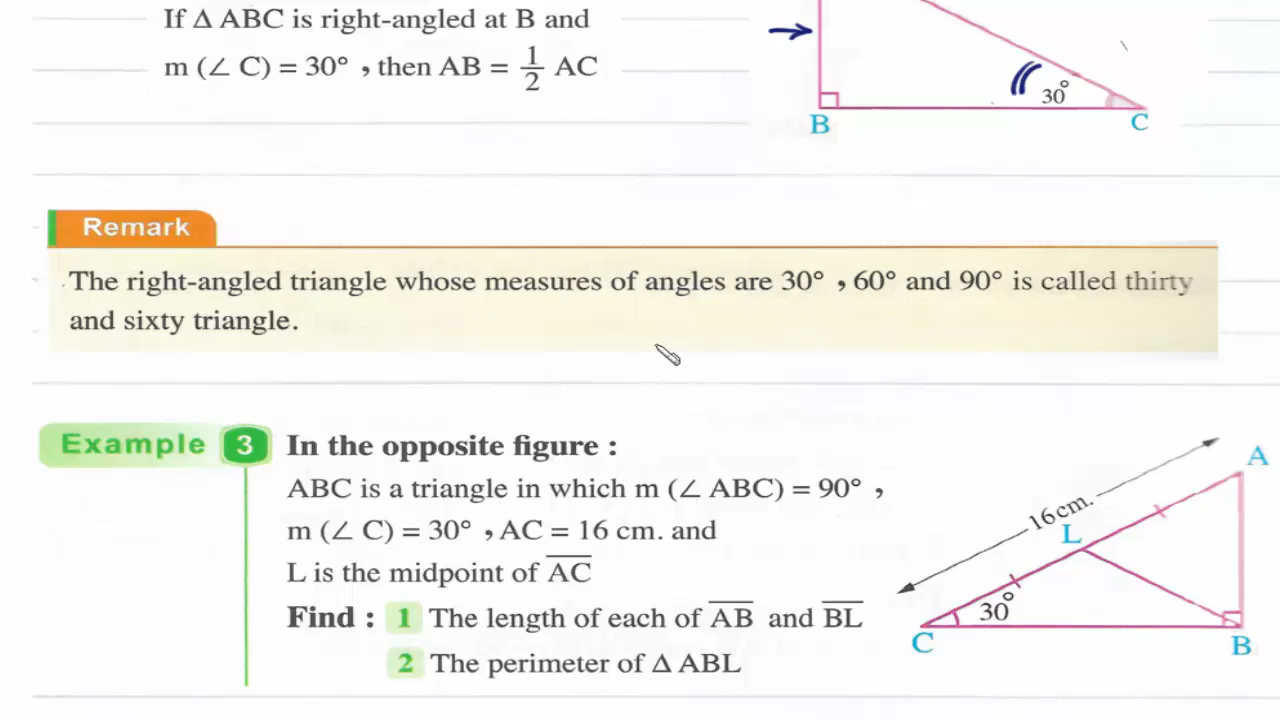 If Δ ABC is right-angled at B and
m (∠ C) = 30° , then AB = 1/2 AC
30°
B
C
Remark
The right-angled triangle whose measures of angles are 30° , 60° and 90° is called thirty
and sixty triangle.
Example 3 In the opposite figure :
ABC is a triangle in which m (∠ ABC) = 90° ,
m (∠ C) = 30° , AC = 16 cm. and
L is the midpoint of A̅C̅
Find : 1 The length of each of A̅B̅ and B̅L̅
2 The perimeter of Δ ABL
A
16 cm.
L
30°
C
B